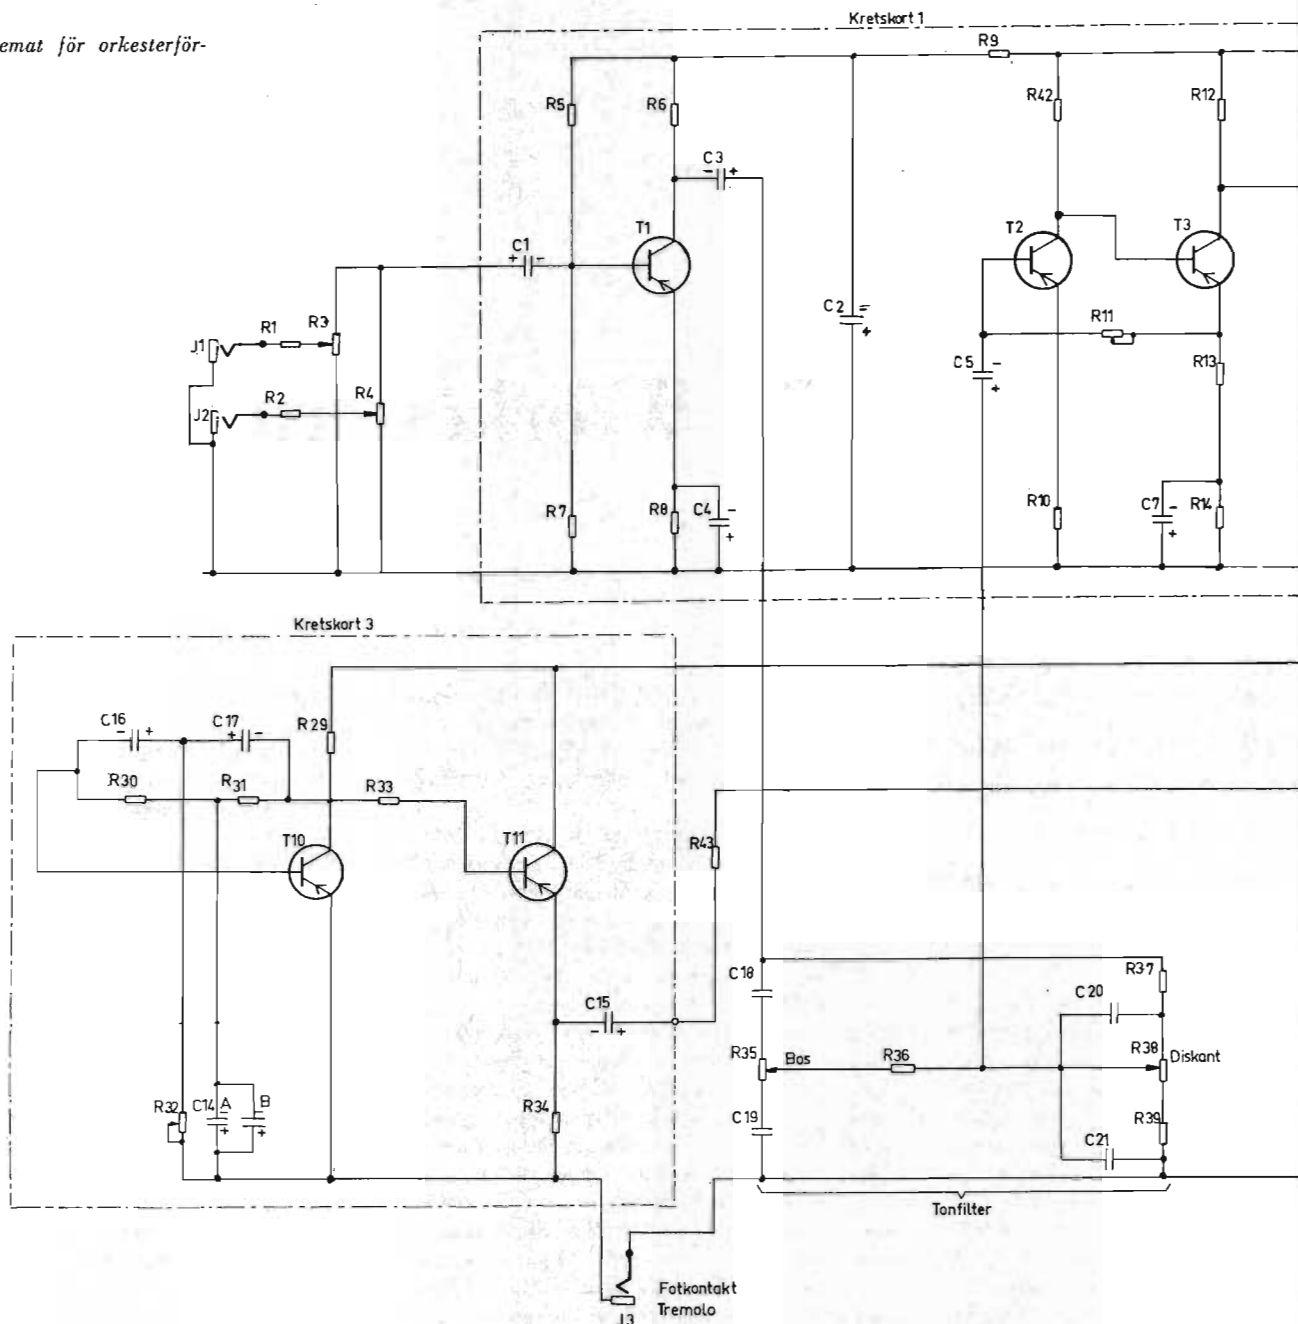 emat för orkesterför-
Kretskort 1
R9
R5
R6
R42
R12
C3
- +
T1
T2
T3
C1
+ -
C2
-
+
R1
R3
J1
R11
C5
-
+
R13
R2
R4
J2
R7
R8
C4
-
+
R10
C7
-
+
R14
Kretskort 3
C16
- +
C17
+ -
R29
R30
R31
R33
T10
T11
R43
C18
R37
C20
C15
- +
R35
Bas
R36
R38
Diskant
R32
C14
A
-
+
B
-
+
R34
C19
R39
C21
Tonfilter
Fotkontakt
Tremolo
J3